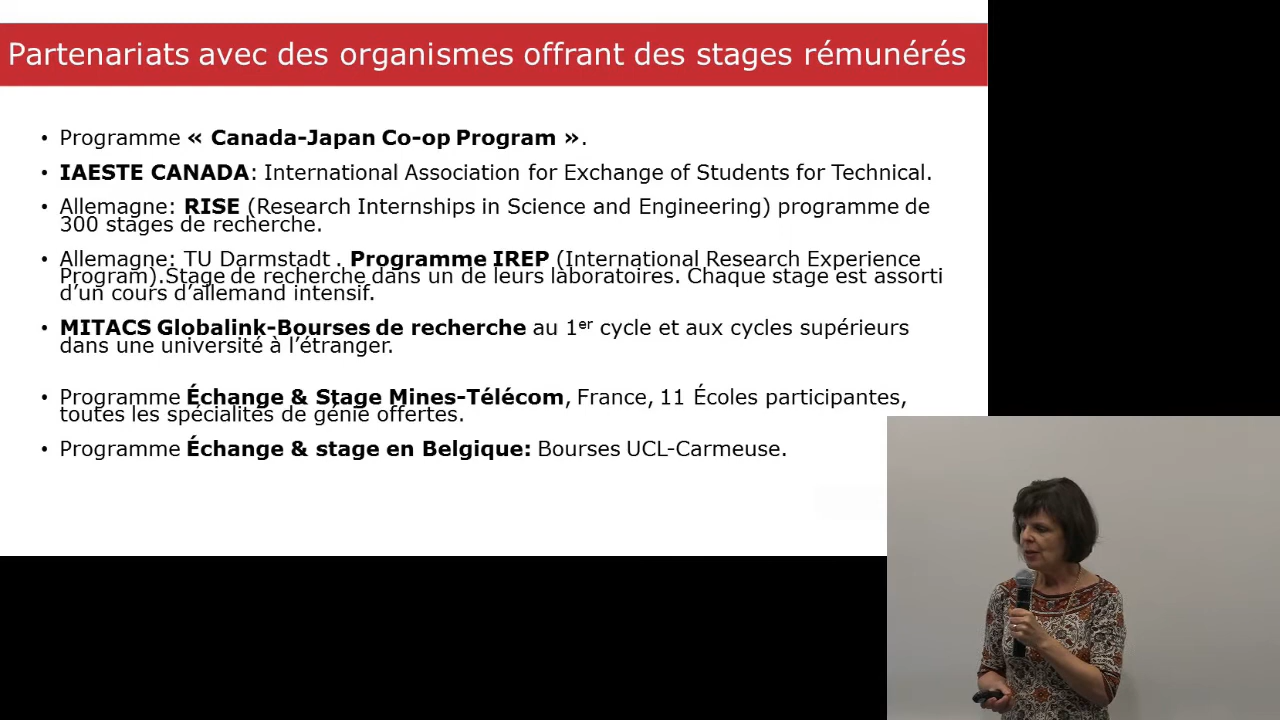 Partenariats avec des organismes offrant des stages rémunérés
• Programme « Canada-Japan Co-op Program ».
• IAESTE CANADA: International Association for Exchange of Students for Technical.
• Allemagne: RISE (Research Internships in Science and Engineering) programme de
300 stages de recherche.
• Allemagne: TU Darmstadt . Programme IREP (International Research Experience
Program).Stage de recherche dans un de leurs laboratoires. Chaque stage est assorti
d’un cours d’allemand intensif.
• MITACS Globalink-Bourses de recherche au 1er cycle et aux cycles supérieurs
dans une université à l’étranger.
• Programme Échange & Stage Mines-Télécom, France, 11 Écoles participantes,
toutes les spécialités de génie offertes.
• Programme Échange & stage en Belgique: Bourses UCL-Carmeuse.